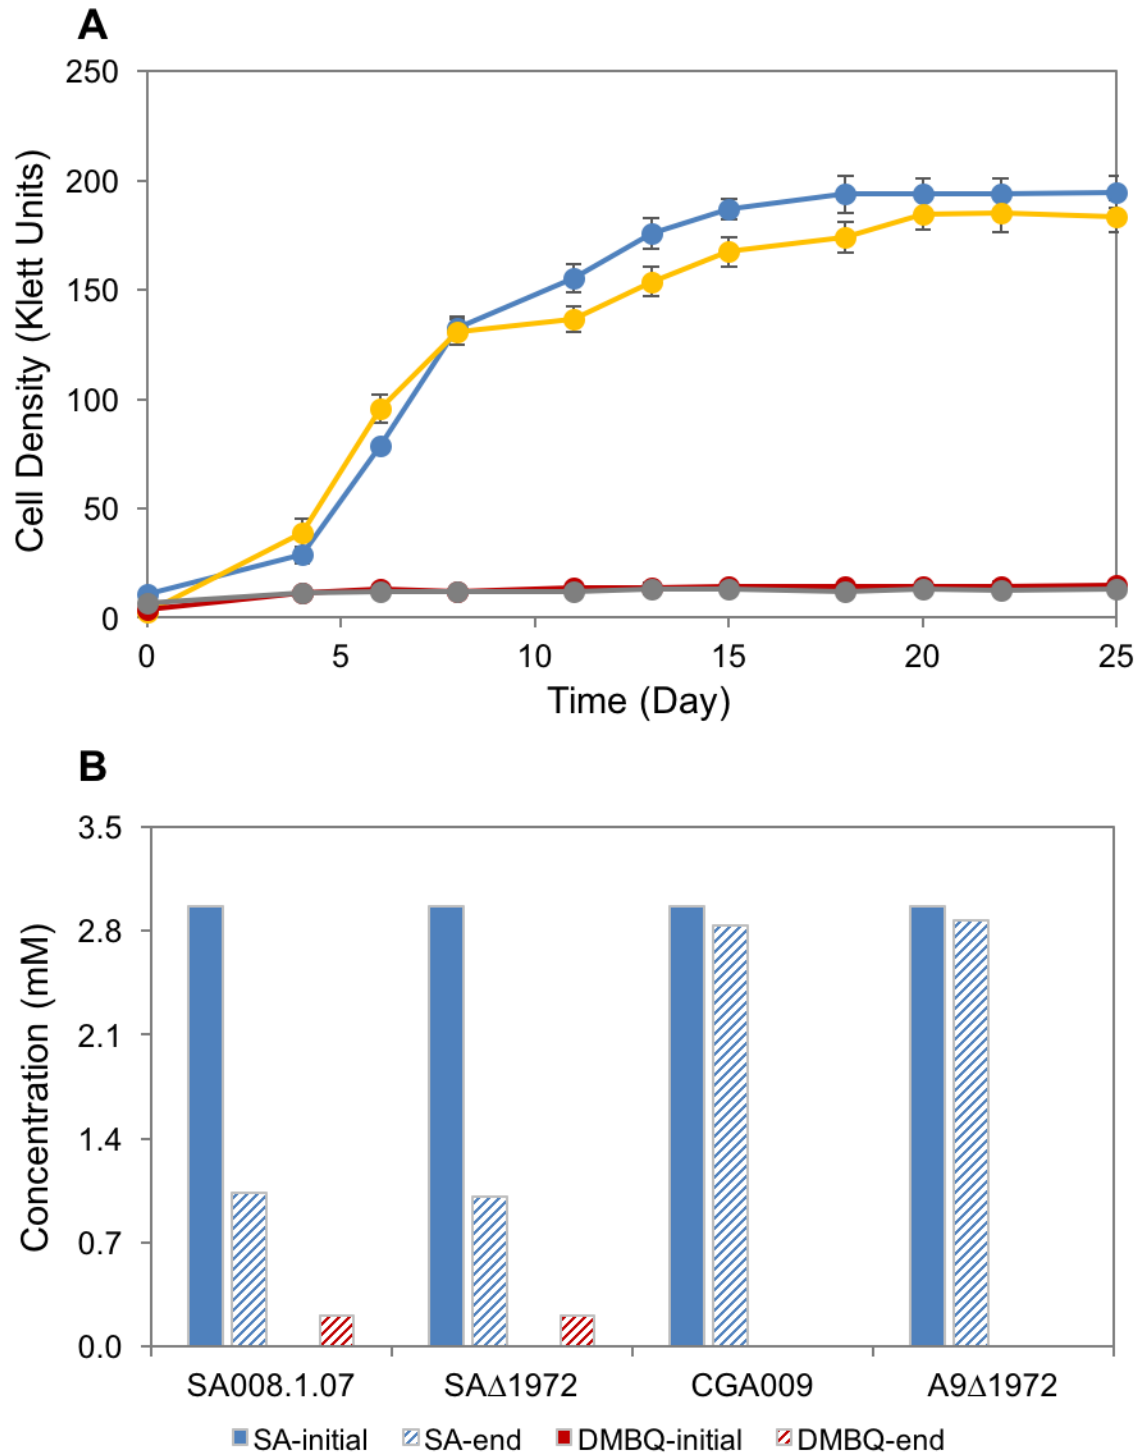 A
250
200
150
100
50
0
Cell Density (Klett Units)
0 5 10 15 20 25
Time (Day)
B
3.5
2.8
2.1
1.4
0.7
0.0
Concentration (mM)
SA008.1.07 SAΔ1972 CGA009 A9Δ1972
SA-initial SA-end DMBQ-initial DMBQ-end